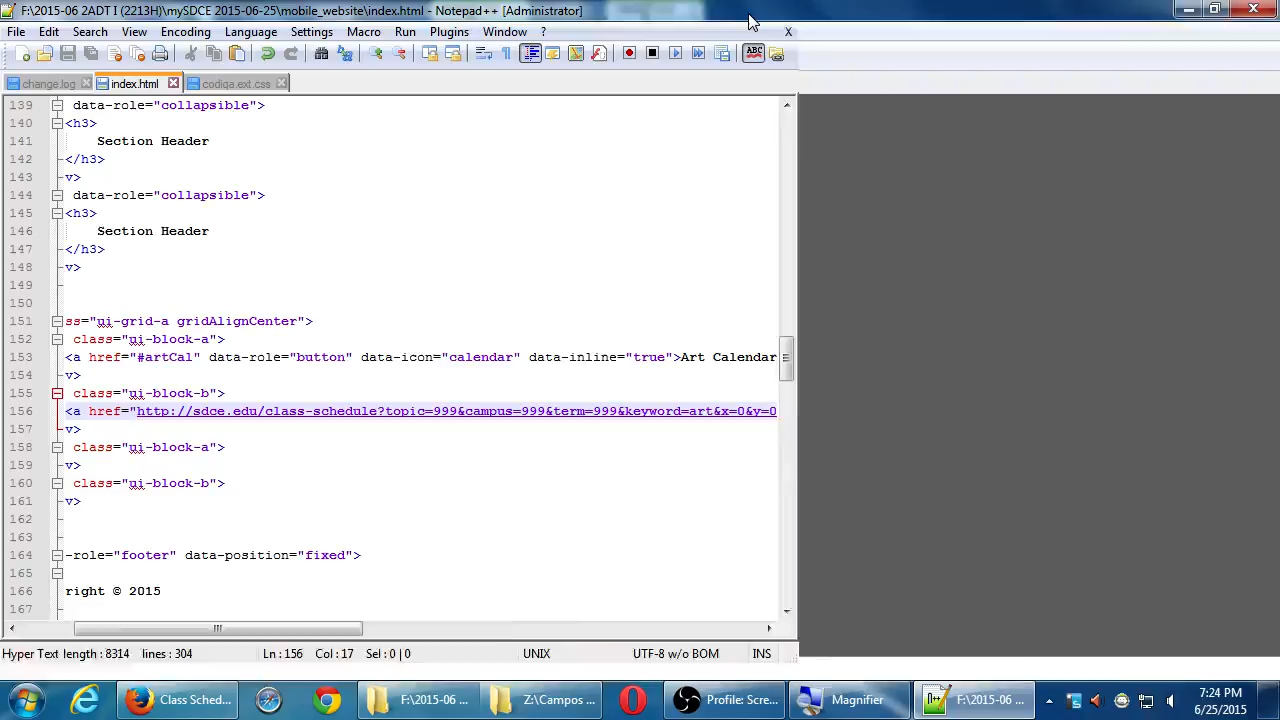 F:\2015-06 2ADT I (2213H)\mySDCE 2015-06-25\mobile_website\index.html - Notepad++ [Administrator]
File Edit Search View Encoding Language Settings Macro Run Plugins Window ? X
ABC
change.log index.html codiqa.ext.css
139 data-role="collapsible">
140 <h3>
141 Section Header
142 </h3>
143 v>
144 data-role="collapsible">
145 <h3>
146 Section Header
147 </h3>
148 v>
149
150
151 ss="ui-grid-a gridAlignCenter">
152 class="ui-block-a">
153 <a href="#artCal" data-role="button" data-icon="calendar" data-inline="true">Art Calendar
154 v>
155 class="ui-block-b">
156 <a href="http://sdce.edu/class-schedule?topic=999&campus=999&term=999&keyword=art&x=0&y=0
157 v>
158 class="ui-block-a">
159 v>
160 class="ui-block-b">
161 v>
162
163
164 -role="footer" data-position="fixed">
165
166 right © 2015
167
Hyper Text length : 8314 lines : 304 Ln : 156 Col : 17 Sel : 0 | 0 UNIX UTF-8 w/o BOM INS
Class Sched... F:\2015-06 ... Z:\Campos ... Profile: Scre... Magnifier F:\2015-06 ... 7:24 PM
6/25/2015